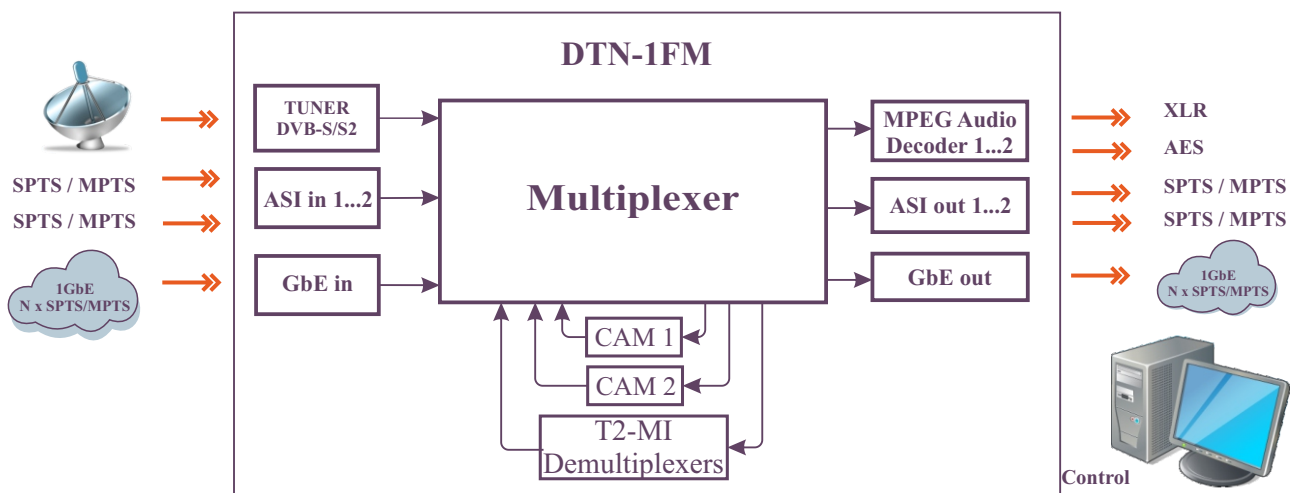 DTN-1FM
TUNER
DVB-S/S2
SPTS / MPTS
ASI in 1...2
SPTS / MPTS
GbE in
1GbE
N x SPTS/MPTS
Multiplexer
CAM 1
CAM 2
T2-MI
Demultiplexers
MPEG Audio
Decoder 1...2
XLR
AES
ASI out 1...2
SPTS / MPTS
SPTS / MPTS
GbE out
1GbE
N x SPTS/MPTS
Control